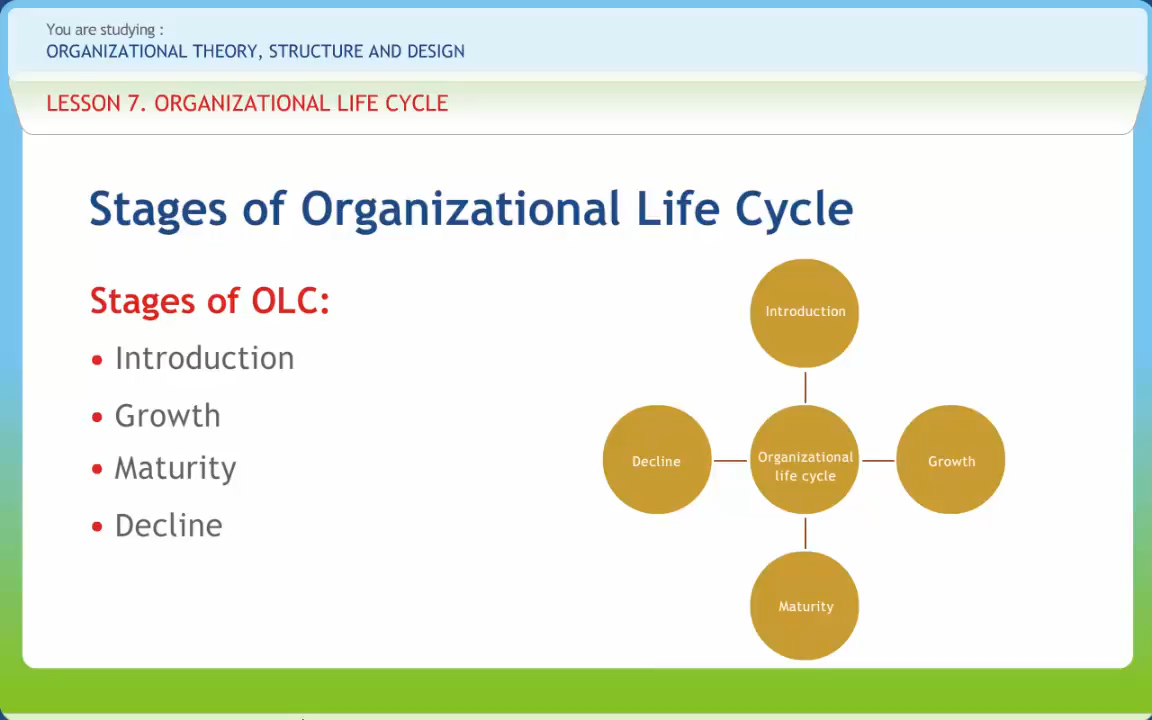 You are studying :
ORGANIZATIONAL THEORY, STRUCTURE AND DESIGN
LESSON 7. ORGANIZATIONAL LIFE CYCLE
Stages of Organizational Life Cycle
Stages of OLC:
• Introduction
• Growth
• Maturity
• Decline
Introduction
Decline
Organizational
life cycle
Growth
Maturity